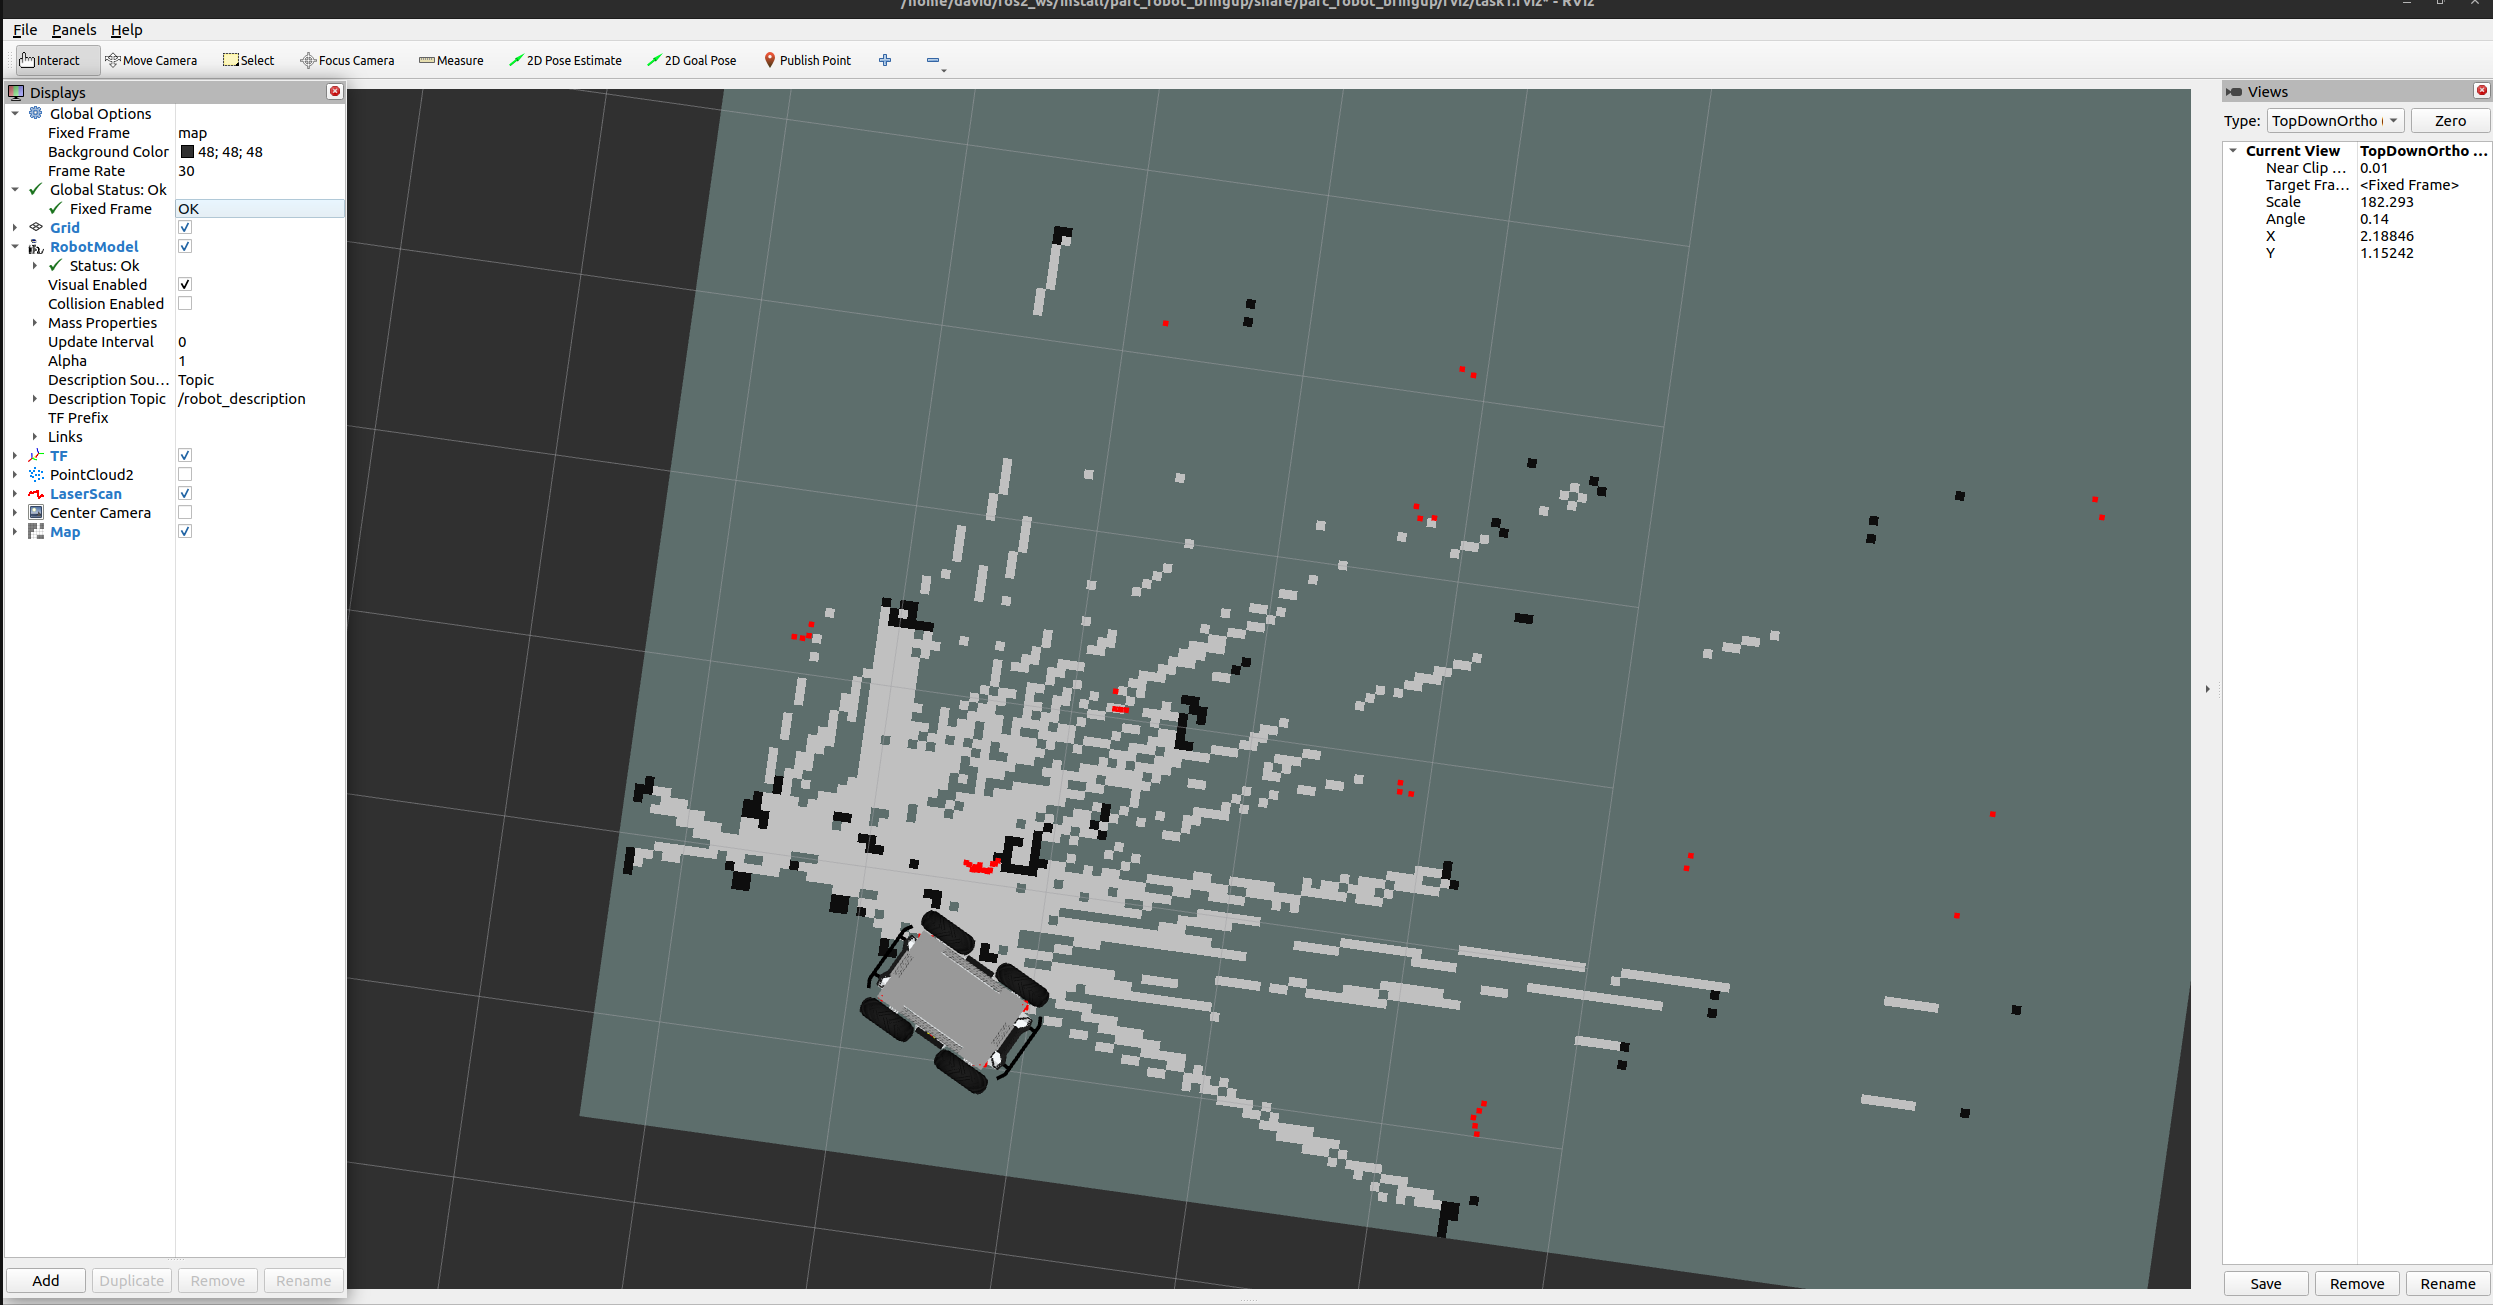 /home/david/ros2_ws/install/parc_robot_bringup/share/parc_robot_bringup/rviz/task1.rviz* - RViz
File Panels Help
Interact Move Camera Select Focus Camera Measure 2D Pose Estimate 2D Goal Pose Publish Point
Displays
Global Options
Fixed Frame map
Background Color 48; 48; 48
Frame Rate 30
Global Status: Ok
Fixed Frame OK
Grid
RobotModel
Status: Ok
Visual Enabled
Collision Enabled
Mass Properties
Update Interval 0
Alpha 1
Description Sou... Topic
Description Topic /robot_description
TF Prefix
Links
TF
PointCloud2
LaserScan
Center Camera
Map
Add Duplicate Remove Rename
Views
Type: TopDownOrtho ( Zero
Current View TopDownOrtho ...
Near Clip ... 0.01
Target Fra... <Fixed Frame>
Scale 182.293
Angle 0.14
X 2.18846
Y 1.15242
Save Remove Rename